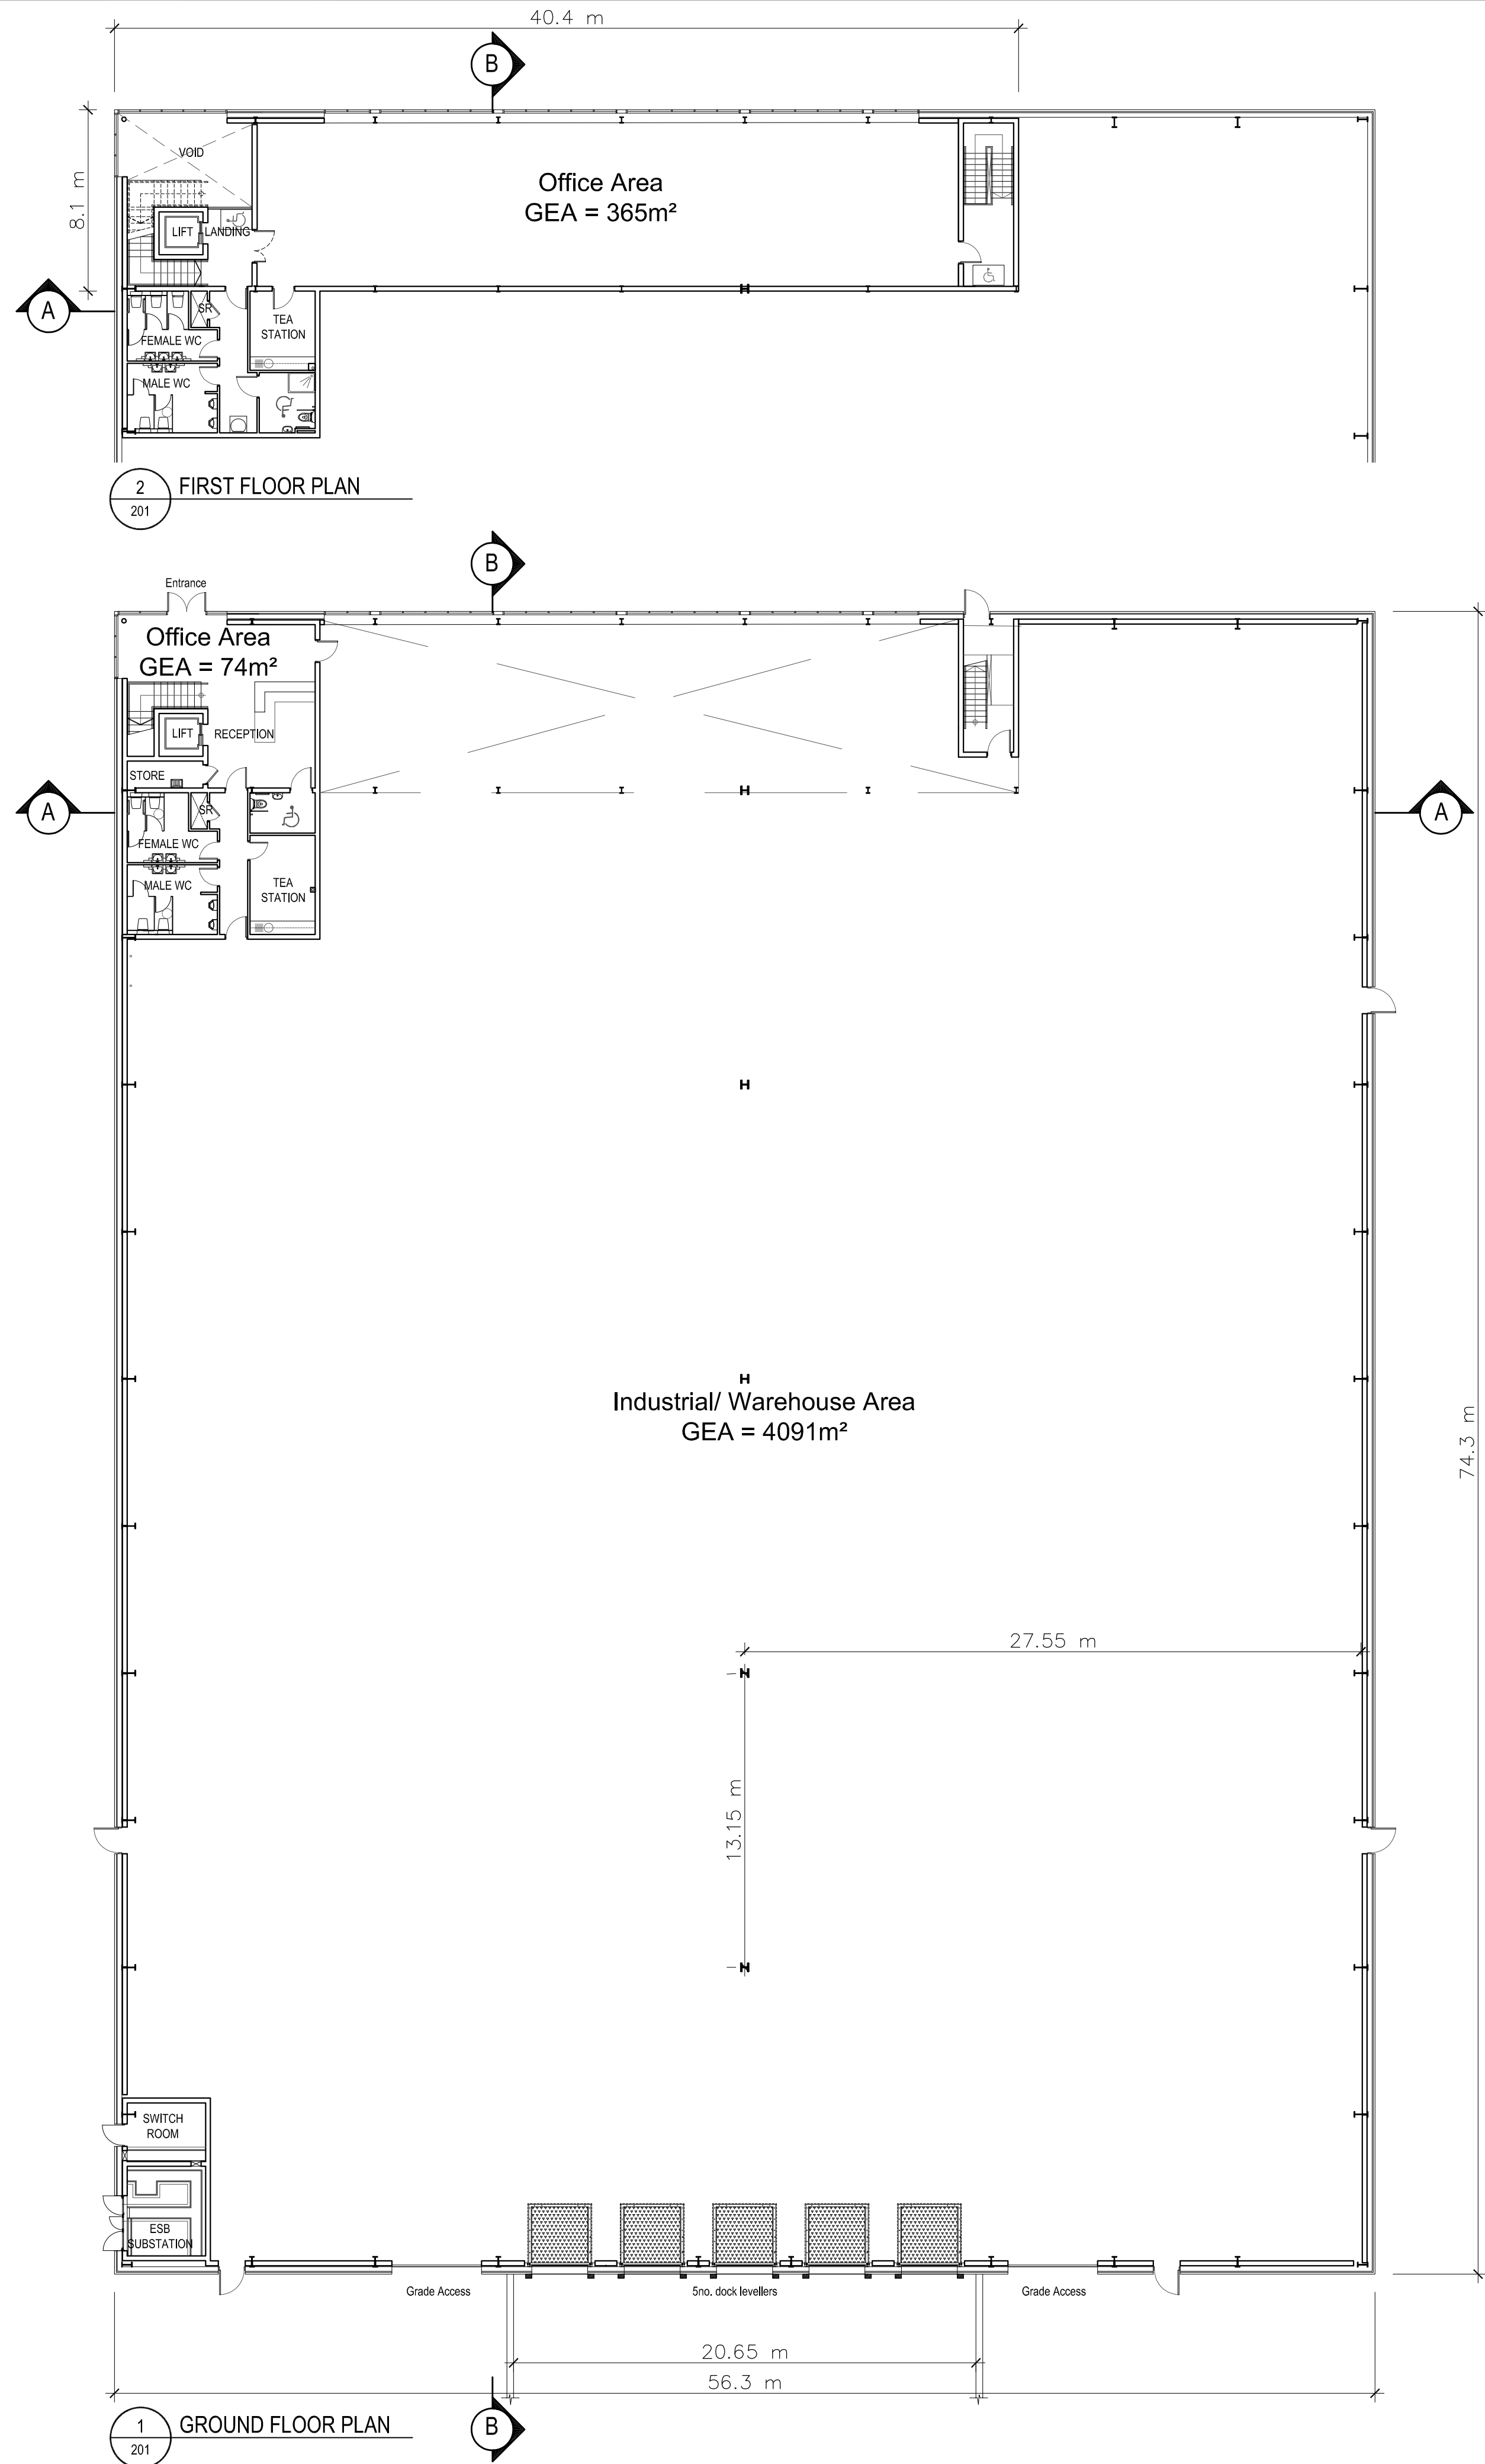 40.4 m
B
8.1 m
VOID
Office Area
GEA = 365m²
LIFT
LANDING
A
SR
TEA
STATION
FEMALE WC
MALE WC
2
FIRST FLOOR PLAN
201
B
Entrance
Office Area
GEA = 74m²
LIFT
RECEPTION
STORE
A
A
SR
FEMALE WC
MALE WC
TEA
STATION
Industrial/ Warehouse Area
GEA = 4091m²
74.3 m
27.55 m
13.15 m
SWITCH
ROOM
ESB
SUBSTATION
Grade Access
5no. dock levellers
Grade Access
20.65 m
56.3 m
1
GROUND FLOOR PLAN
201
B